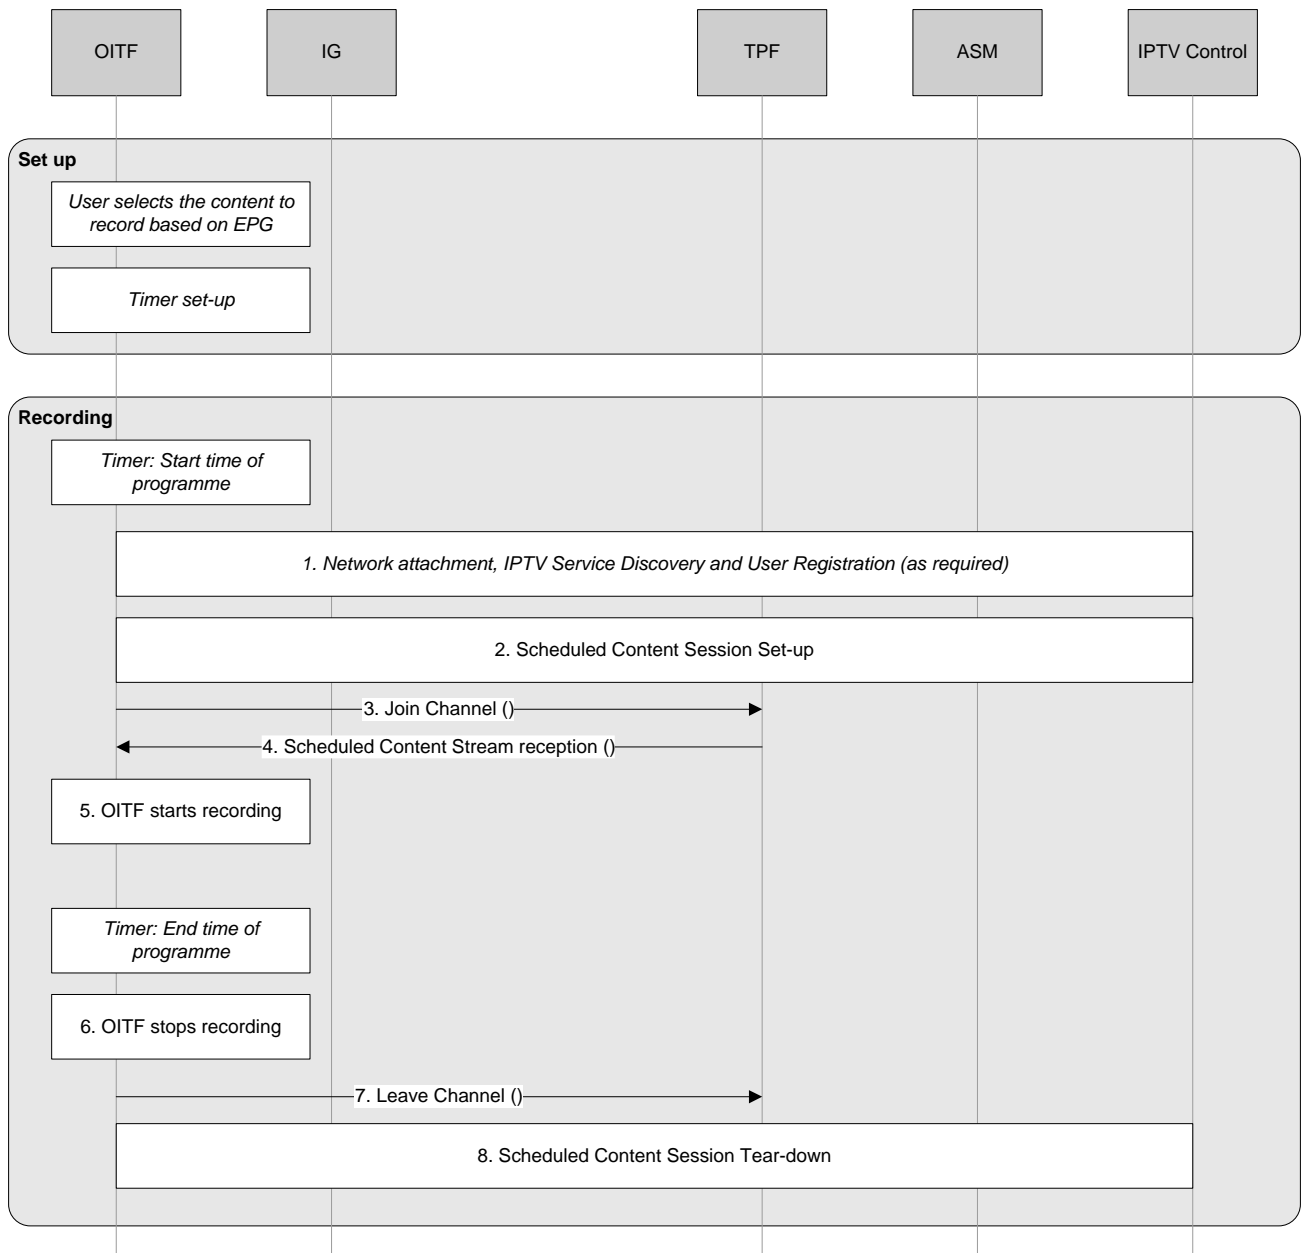 OITF
IG
TPF
ASM
IPTV Control
Set up
User selects the content to
record based on EPG
Timer set-up
Recording
Timer: Start time of
programme
1. Network attachment, IPTV Service Discovery and User Registration (as required)
2. Scheduled Content Session Set-up
3. Join Channel ()
4. Scheduled Content Stream reception ()
5. OITF starts recording
Timer: End time of
programme
6. OITF stops recording
7. Leave Channel ()
8. Scheduled Content Session Tear-down